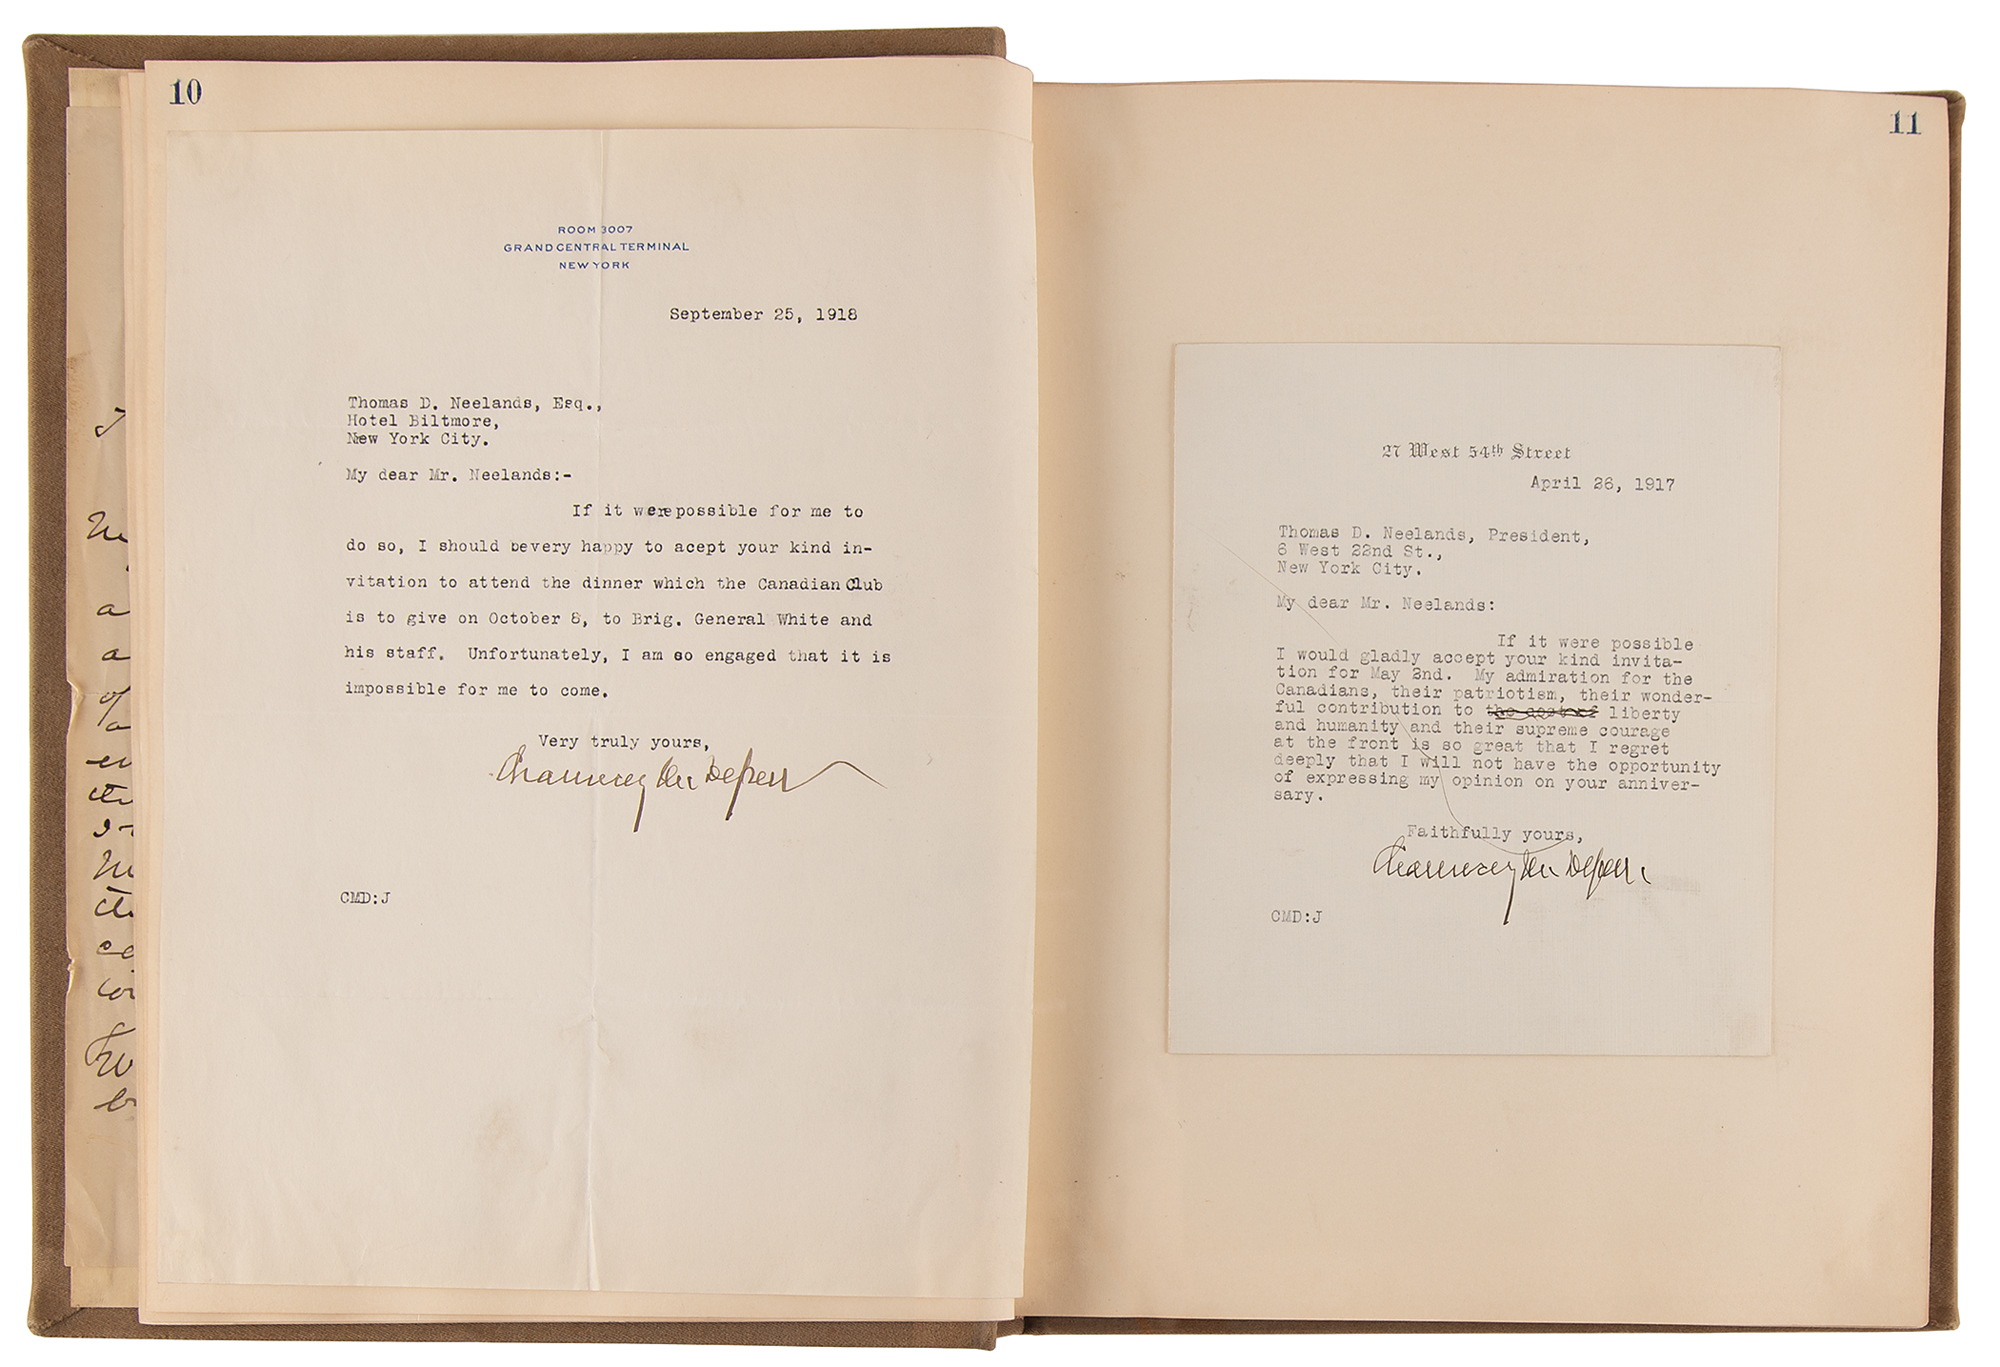 10
ROOM 3007
GRAND CENTRAL TERMINAL
NEW YORK
September 25, 1918
Thomas D. Neelands, Esq.,
Hotel Biltmore,
New York City.
My dear Mr. Neelands:-
If it were possible for me to
do so, I should bevery happy to acept your kind in-
vitation to attend the dinner which the Canadian Club
is to give on October 8, to Brig. General White and
his staff. Unfortunately, I am so engaged that it is
impossible for me to come.
Very truly yours,
Chauncey M Depew
CMD:J
11
27 West 54th Street
April 26, 1917
Thomas D. Neelands, President,
6 West 22nd St.,
New York City.
My dear Mr. Neelands:
If it were possible
I would gladly accept your kind invita-
tion for May 2nd. My admiration for the
Canadians, their patriotism, their wonder-
ful contribution to liberty
and humanity and their supreme courage
at the front is so great that I regret
deeply that I will not have the opportunity
of expressing my opinion on your anniver-
sary.
Faithfully yours,
Chauncey M Depew
CMD:J